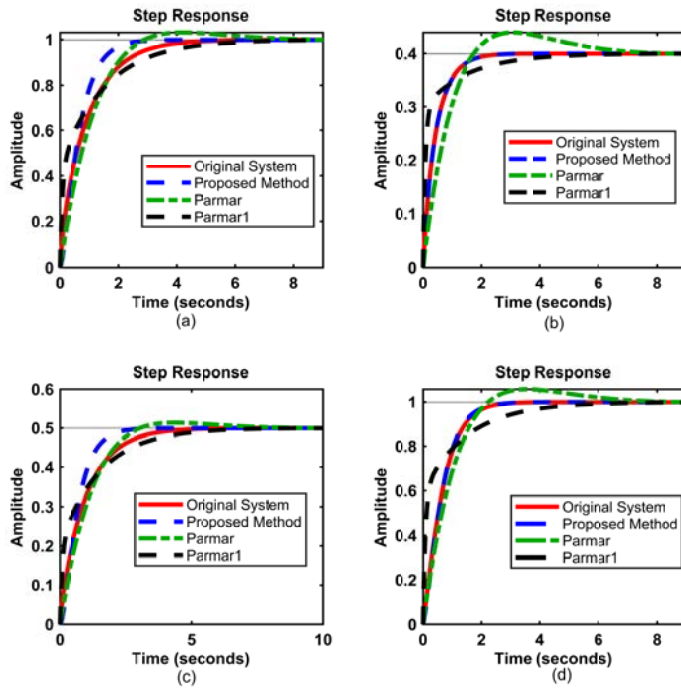 Step Response
Amplitude
1
0.8
0.6
0.4
0.2
0
Original System
Proposed Method
Parmar
Parmar1
0 2 4 6 8
Time (seconds)
(a)
Step Response
Amplitude
0.4
0.3
0.2
0.1
0
Original System
Proposed Method
Parmar
Parmar1
0 2 4 6 8
Time (seconds)
(b)
Step Response
Amplitude
0.6
0.5
0.4
0.3
0.2
0.1
0
Original System
Proposed Method
Parmar
Parmar1
0 5 10
Time (seconds)
(c)
Step Response
Amplitude
1
0.8
0.6
0.4
0.2
0
Original System
Proposed Method
Parmar
Parmar1
0 2 4 6 8
Time (seconds)
(d)